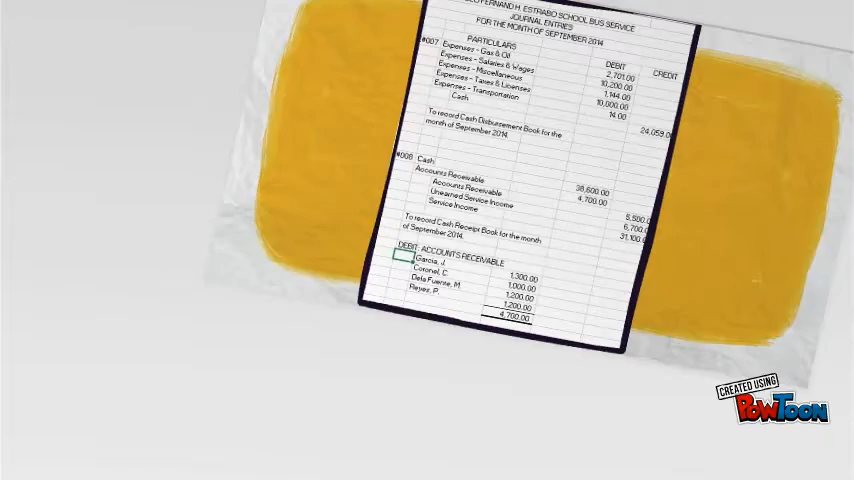 FERNAND H. ESTRABO SCHOOL BUS SERVICE
JOURNAL ENTRIES
FOR THE MONTH OF SEPTEMBER 2014
PARTICULARS DEBIT CREDIT
#007 Expenses - Gas & Oil 2,701.00
Expenses - Salaries & Wages 10,200.00
Expenses - Miscellaneous 1,144.00
Expenses - Taxes & Licenses 10,000.00
Expenses - Transportation 14.00
Cash 24,059.0
To record Cash Disbursement Book for the
month of September 2014.
#008 Cash 38,600.00
Accounts Receivable 4,700.00
Accounts Receivable 5,500.0
Unearned Service Income 6,700.0
Service Income 31,100.0
To record Cash Receipt Book for the month
of September 2014.
DEBIT: ACCOUNTS RECEIVABLE
Garcia, J. 1,300.00
Coronel, C. 1,000.00
Dela Fuente, M. 1,200.00
Reyes, P. 1,200.00
4,700.00
CREATED USING
POWTOON